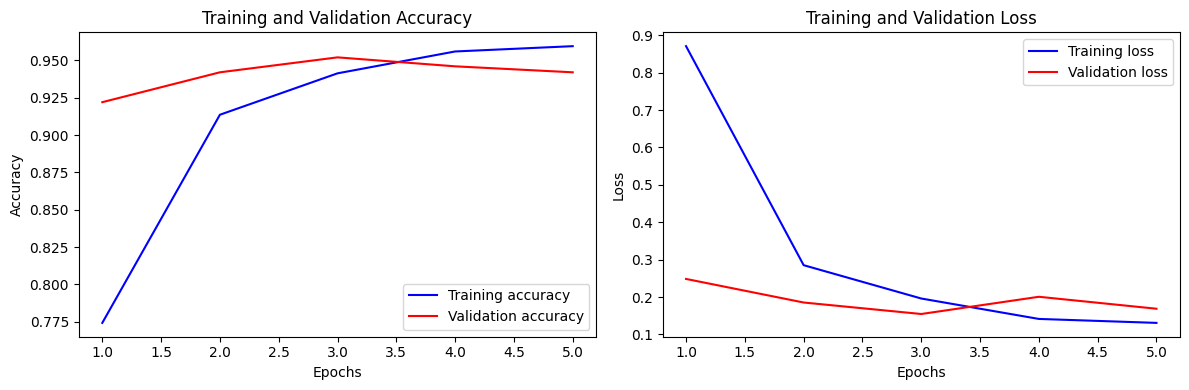 Training and Validation Accuracy
Accuracy
0.950
0.925
0.900
0.875
0.850
0.825
0.800
0.775
1.0 1.5 2.0 2.5 3.0 3.5 4.0 4.5 5.0
Epochs
Training accuracy
Validation accuracy
Training and Validation Loss
Loss
0.9
0.8
0.7
0.6
0.5
0.4
0.3
0.2
0.1
1.0 1.5 2.0 2.5 3.0 3.5 4.0 4.5 5.0
Epochs
Training loss
Validation loss